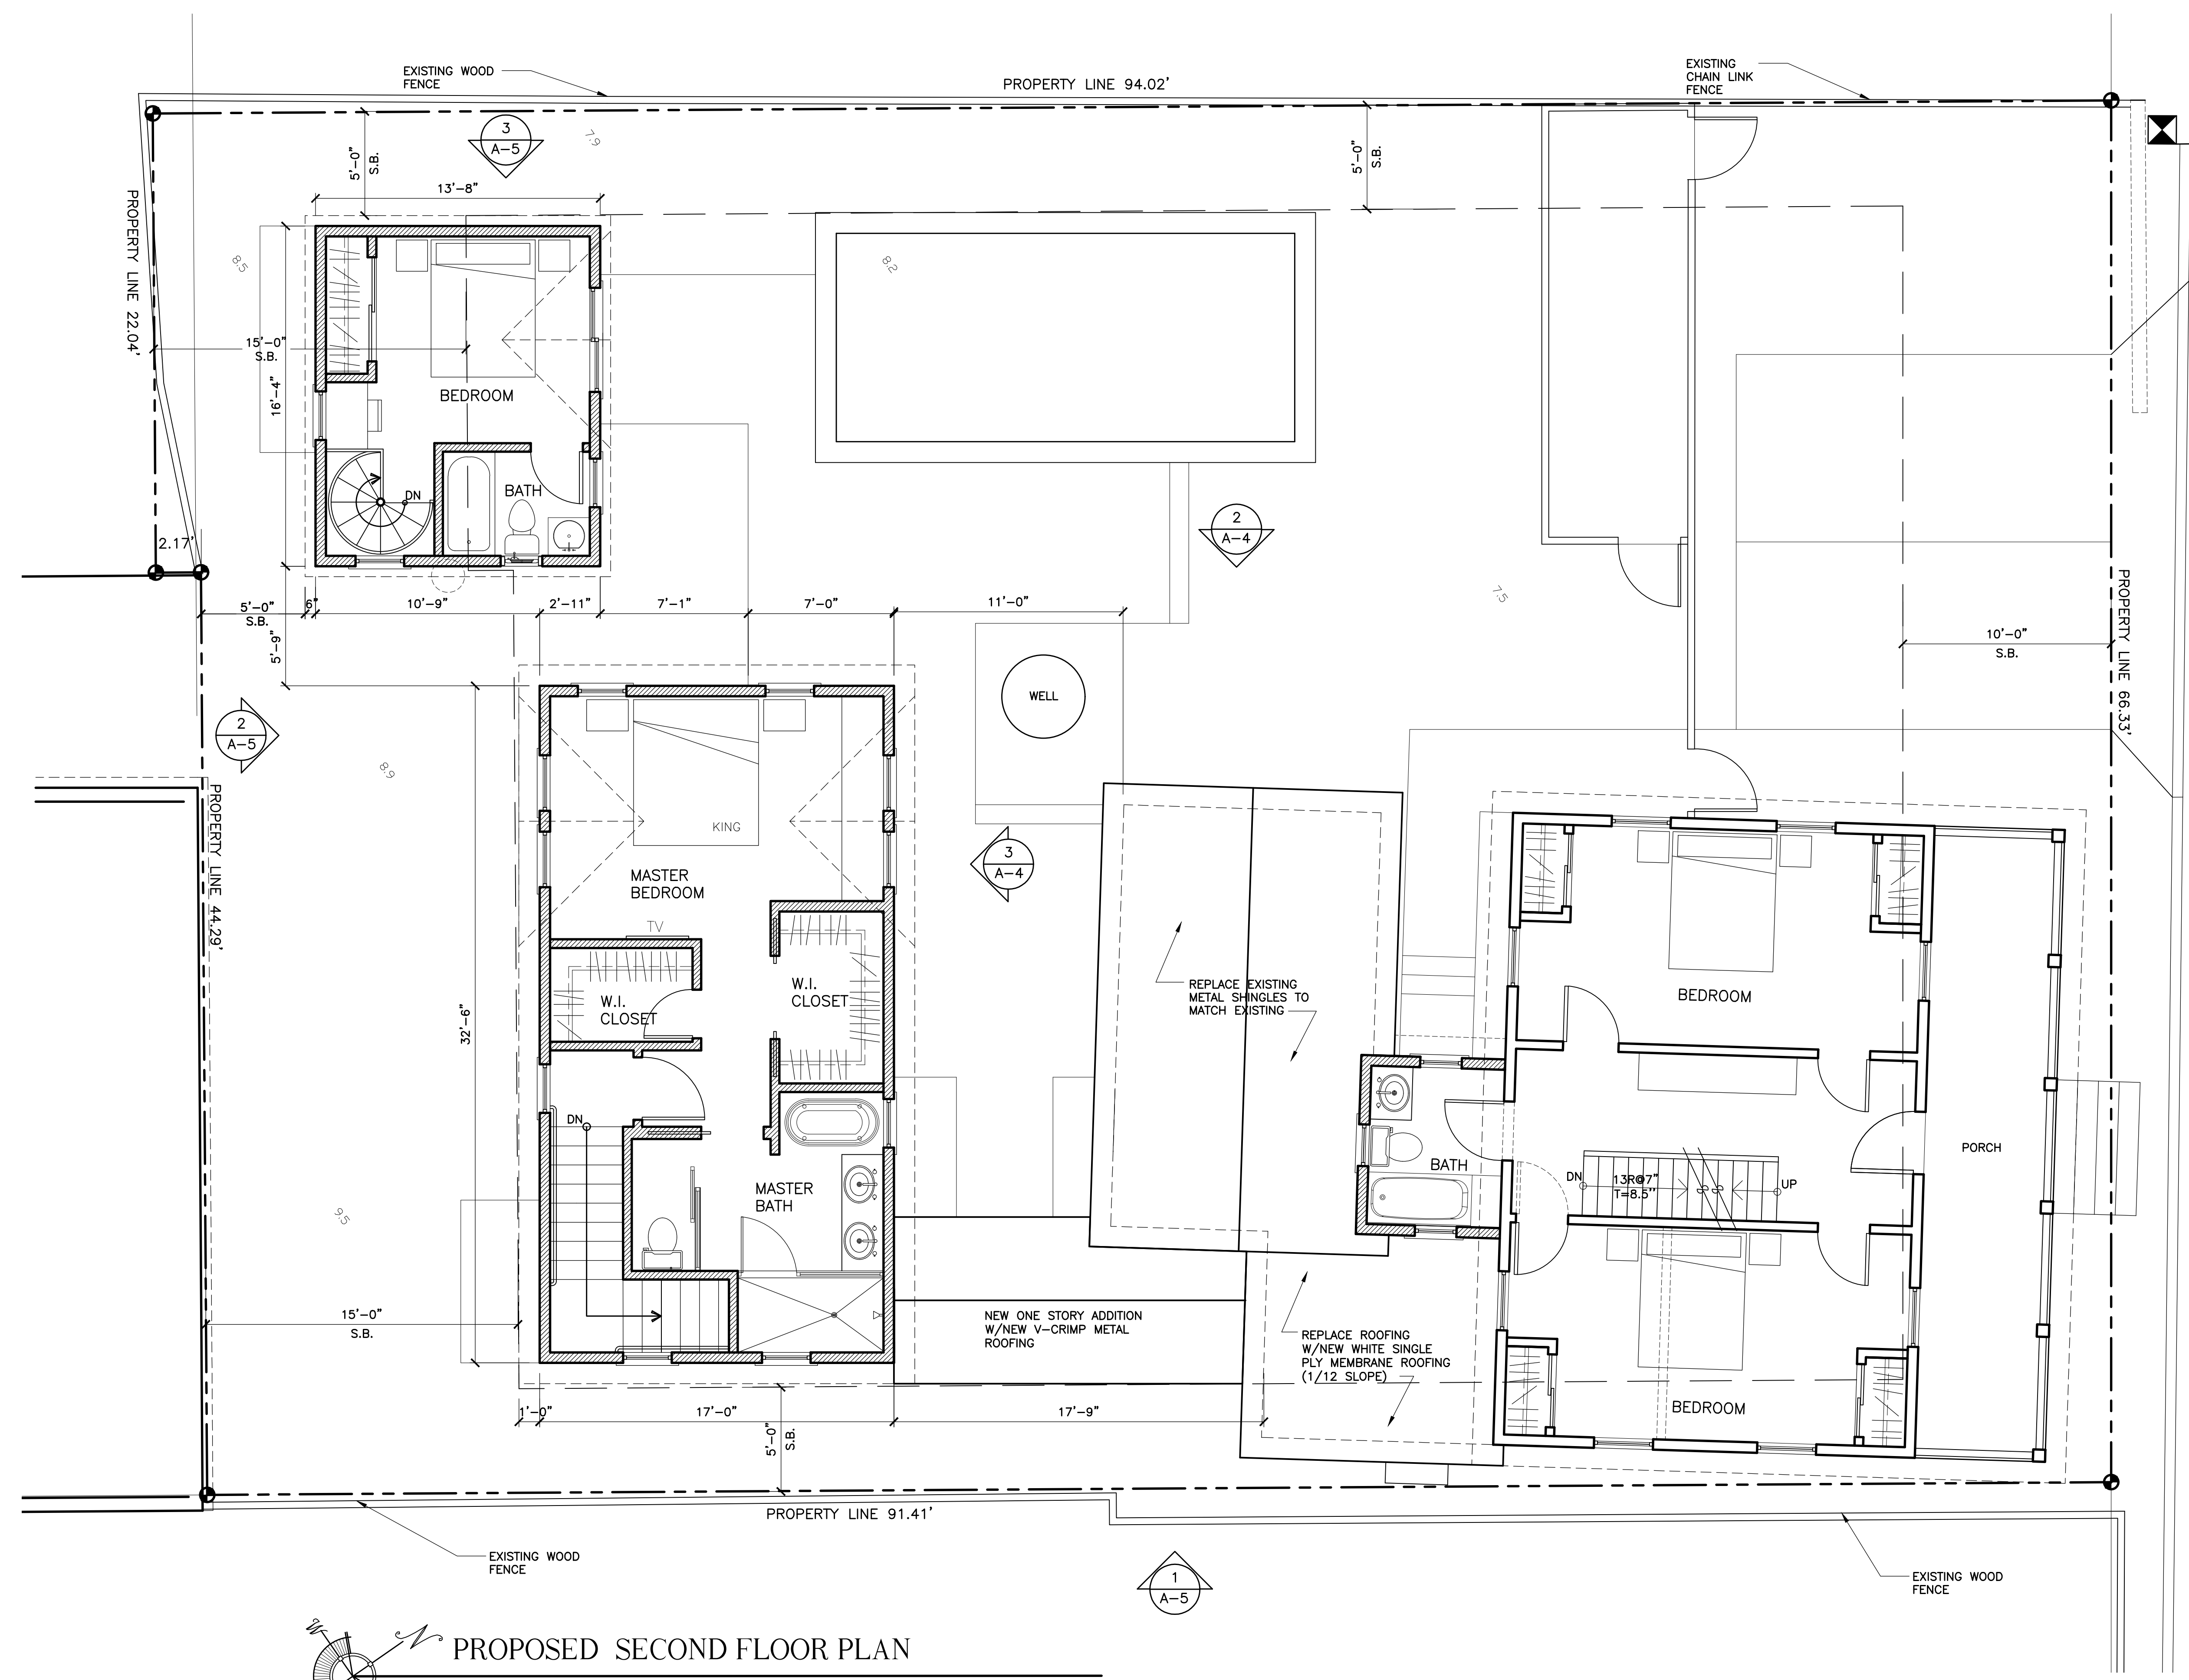 EXISTING WOOD
FENCE
PROPERTY LINE 94.02'
EXISTING
CHAIN LINK
FENCE
3
A-5
7.9
5'-0"
S.B.
5'-0"
S.B.
13'-8"
PROPERTY LINE 22.04'
8.5
8.2
15'-0"
S.B.
16'-4"
BEDROOM
BATH
DN
2.17'
2
A-4
7.5
PROPERTY LINE 66.33'
5'-0"
S.B.
6"
10'-9"
2'-11"
7'-1"
7'-0"
11'-0"
10'-0"
S.B.
5'-9"
WELL
2
A-5
8.9
PROPERTY LINE 44.29'
KING
3
A-4
MASTER
BEDROOM
TV
W.I.
CLOSET
W.I.
CLOSET
REPLACE EXISTING
METAL SHINGLES TO
MATCH EXISTING
BEDROOM
32'-6"
DN
MASTER
BATH
BATH
PORCH
DN
13R@7"
T=8.5"
UP
9.5
15'-0"
S.B.
NEW ONE STORY ADDITION
W/NEW V-CRIMP METAL
ROOFING
REPLACE ROOFING
W/NEW WHITE SINGLE
PLY MEMBRANE ROOFING
(1/12 SLOPE)
BEDROOM
1'-0"
17'-0"
17'-9"
5'-0"
S.B.
PROPERTY LINE 91.41'
EXISTING WOOD
FENCE
1
A-5
EXISTING WOOD
FENCE
W
N
PROPOSED SECOND FLOOR PLAN